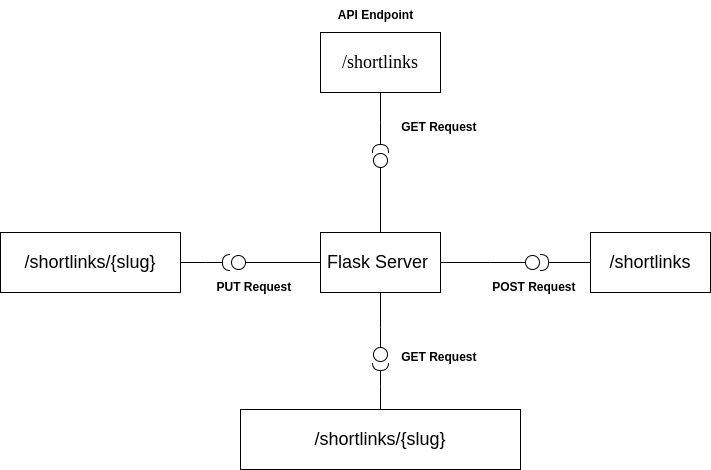 API Endpoint
/shortlinks
GET Request
/shortlinks/{slug}
Flask Server
/shortlinks
PUT Request
POST Request
GET Request
/shortlinks/{slug}